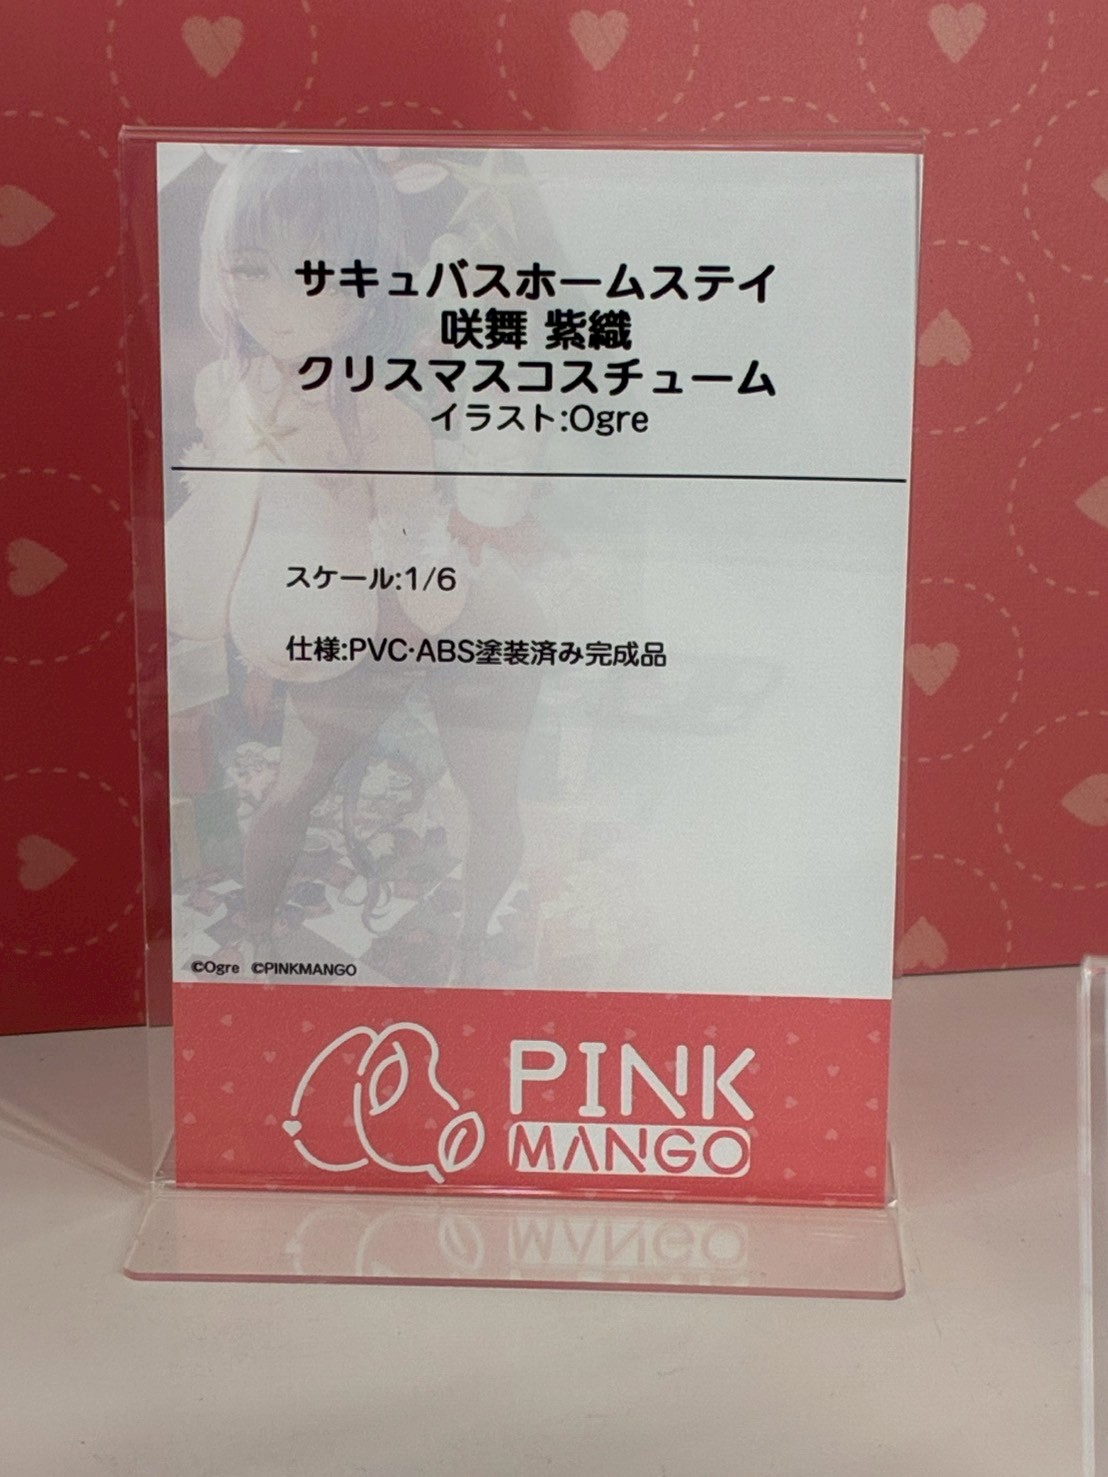 サキュバスホームステイ
咲舞 紫織
クリスマスコスチューム
イラスト:Ogre
スケール:1/6
仕様:PVC･ABS塗装済み完成品
©Ogre ©PINKMANGO
PINK
MANGO